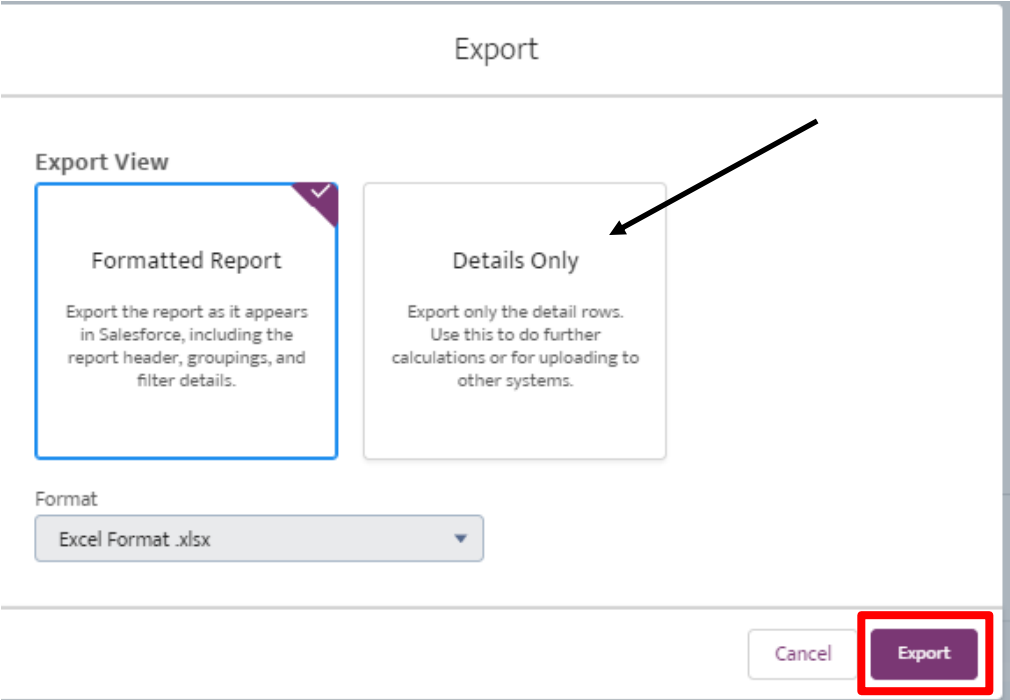 Export
Export View
Formatted Report
Export the report as it appears
in Salesforce, including the
report header, groupings, and
filter details.
Details Only
Export only the detail rows.
Use this to do further
calculations or for uploading to
other systems.
Format
Excel Format .xlsx
Cancel
Export